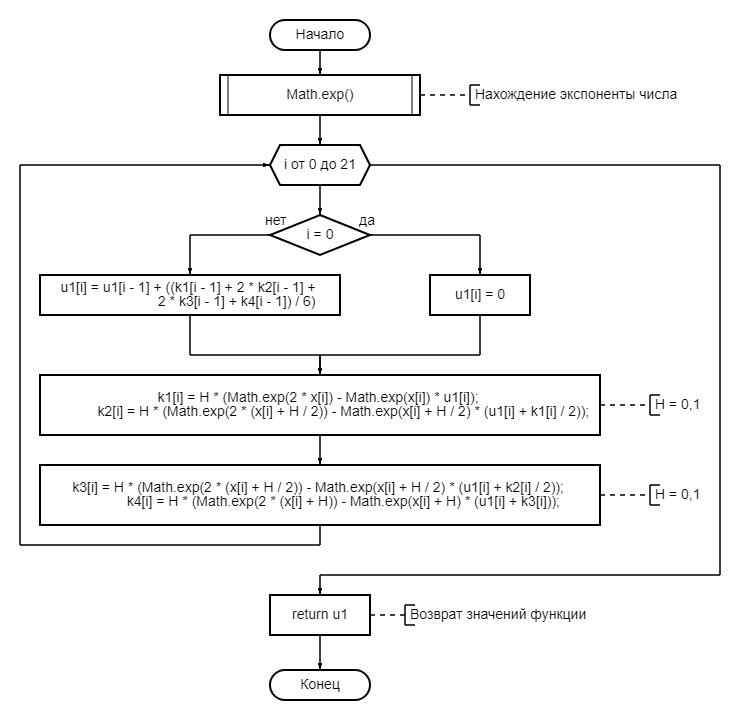 Начало
Math.exp()
Нахождение экспоненты числа
i от 0 до 21
нет
да
i = 0
u1[i] = u1[i - 1] + ((k1[i - 1] + 2 * k2[i - 1] +
2 * k3[i - 1] + k4[i - 1]) / 6)
u1[i] = 0
k1[i] = H * (Math.exp(2 * x[i]) - Math.exp(x[i]) * u1[i]);
k2[i] = H * (Math.exp(2 * (x[i] + H / 2)) - Math.exp(x[i] + H / 2) * (u1[i] + k1[i] / 2));
H = 0,1
k3[i] = H * (Math.exp(2 * (x[i] + H / 2)) - Math.exp(x[i] + H / 2) * (u1[i] + k2[i] / 2));
k4[i] = H * (Math.exp(2 * (x[i] + H)) - Math.exp(x[i] + H) * (u1[i] + k3[i]));
H = 0,1
return u1
Возврат значений функции
Конец